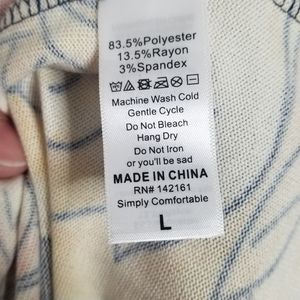 83.5%Polyester
13.5%Rayon
3%Spandex
Machine Wash Cold
Gentle Cycle
Do Not Bleach
Hang Dry
Do Not Iron
or you'll be sad
MADE IN CHINA
RN# 142161
Simply Comfortable
L